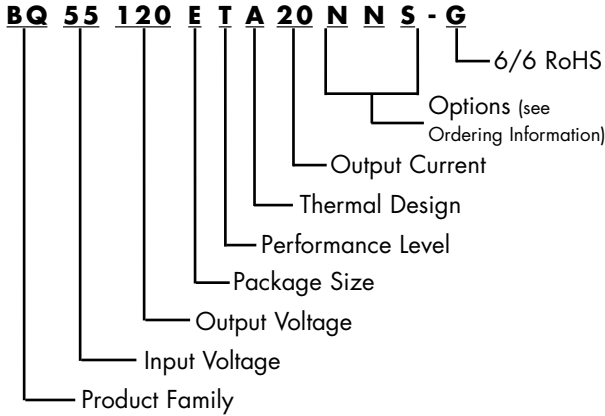 BQ 55 120 E T A 20 N N S - G
6/6 RoHS
Options (see
Ordering Information)
Output Current
Thermal Design
Performance Level
Package Size
Output Voltage
Input Voltage
Product Family